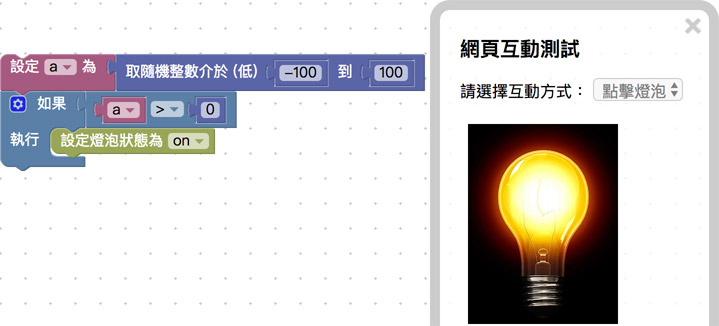 設定 a 為 取隨機整數介於 (低) -100 到 100
如果 a > 0
執行 設定燈泡狀態為 on
×
網頁互動測試
請選擇互動方式： 點擊燈泡